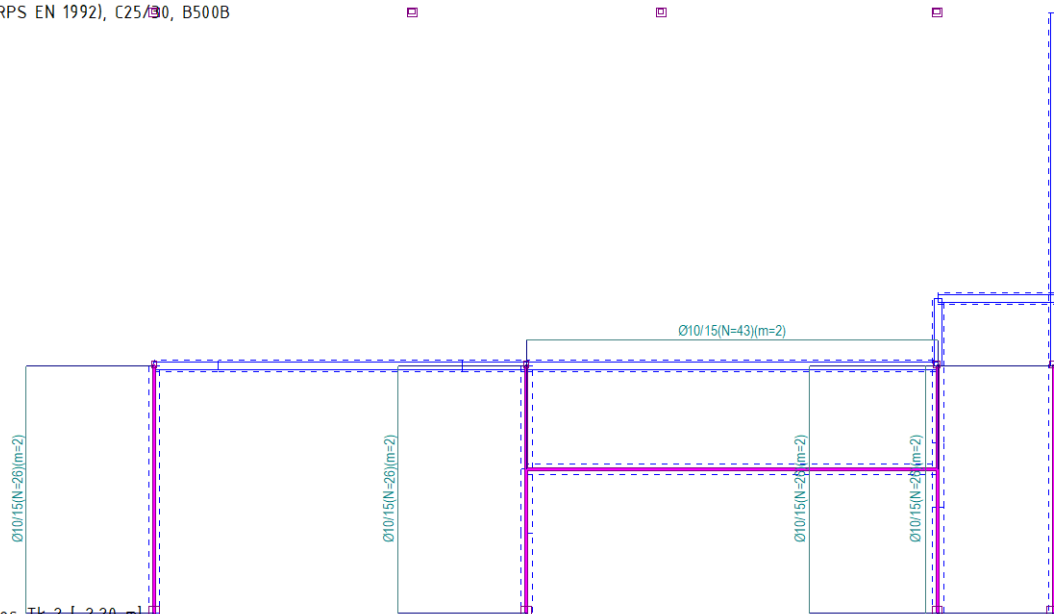 RPS EN 1992), C25/30, B500B
Ø10/15(N=43)(m=2)
Ø10/15(N=26)(m=2)
Ø10/15(N=26)(m=2)
Ø10/15(N=26)(m=2)
Ø10/15(N=26)(m=2)